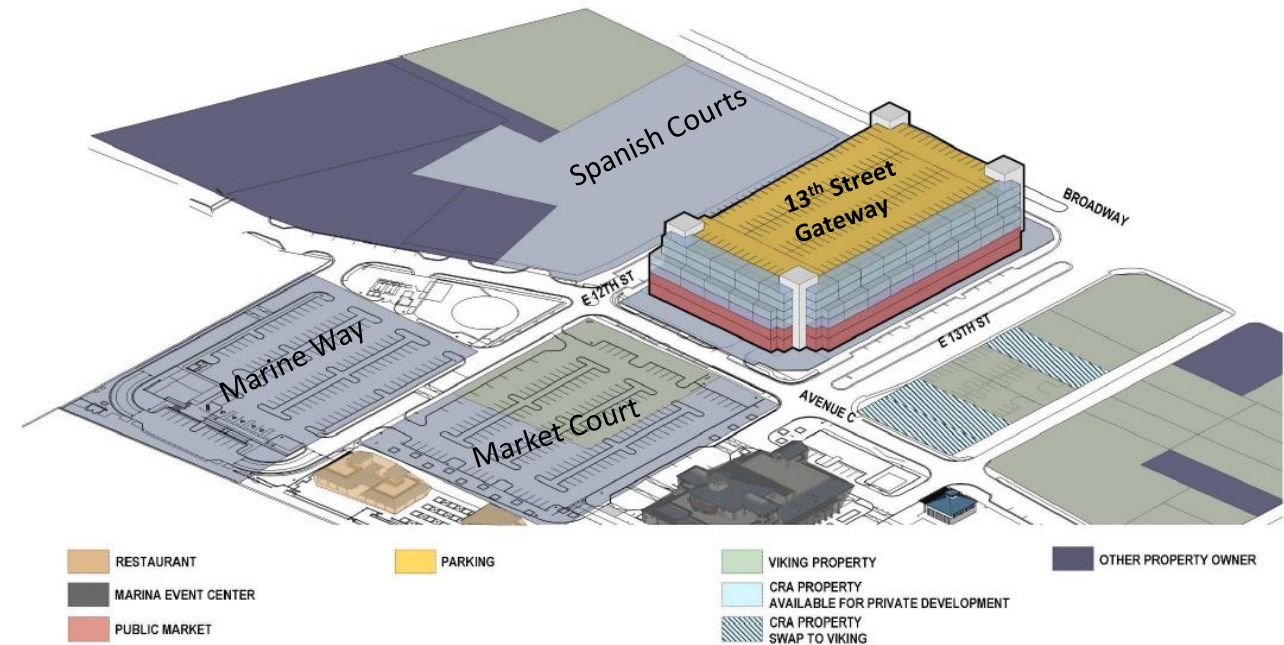 Spanish Courts
13th Street
Gateway
BROADWAY
E 12TH ST
E 13TH ST
Marine Way
AVENUE C
Market Court
RESTAURANT
MARINA EVENT CENTER
PUBLIC MARKET
PARKING
VIKING PROPERTY
CRA PROPERTY
AVAILABLE FOR PRIVATE DEVELOPMENT
CRA PROPERTY
SWAP TO VIKING
OTHER PROPERTY OWNER